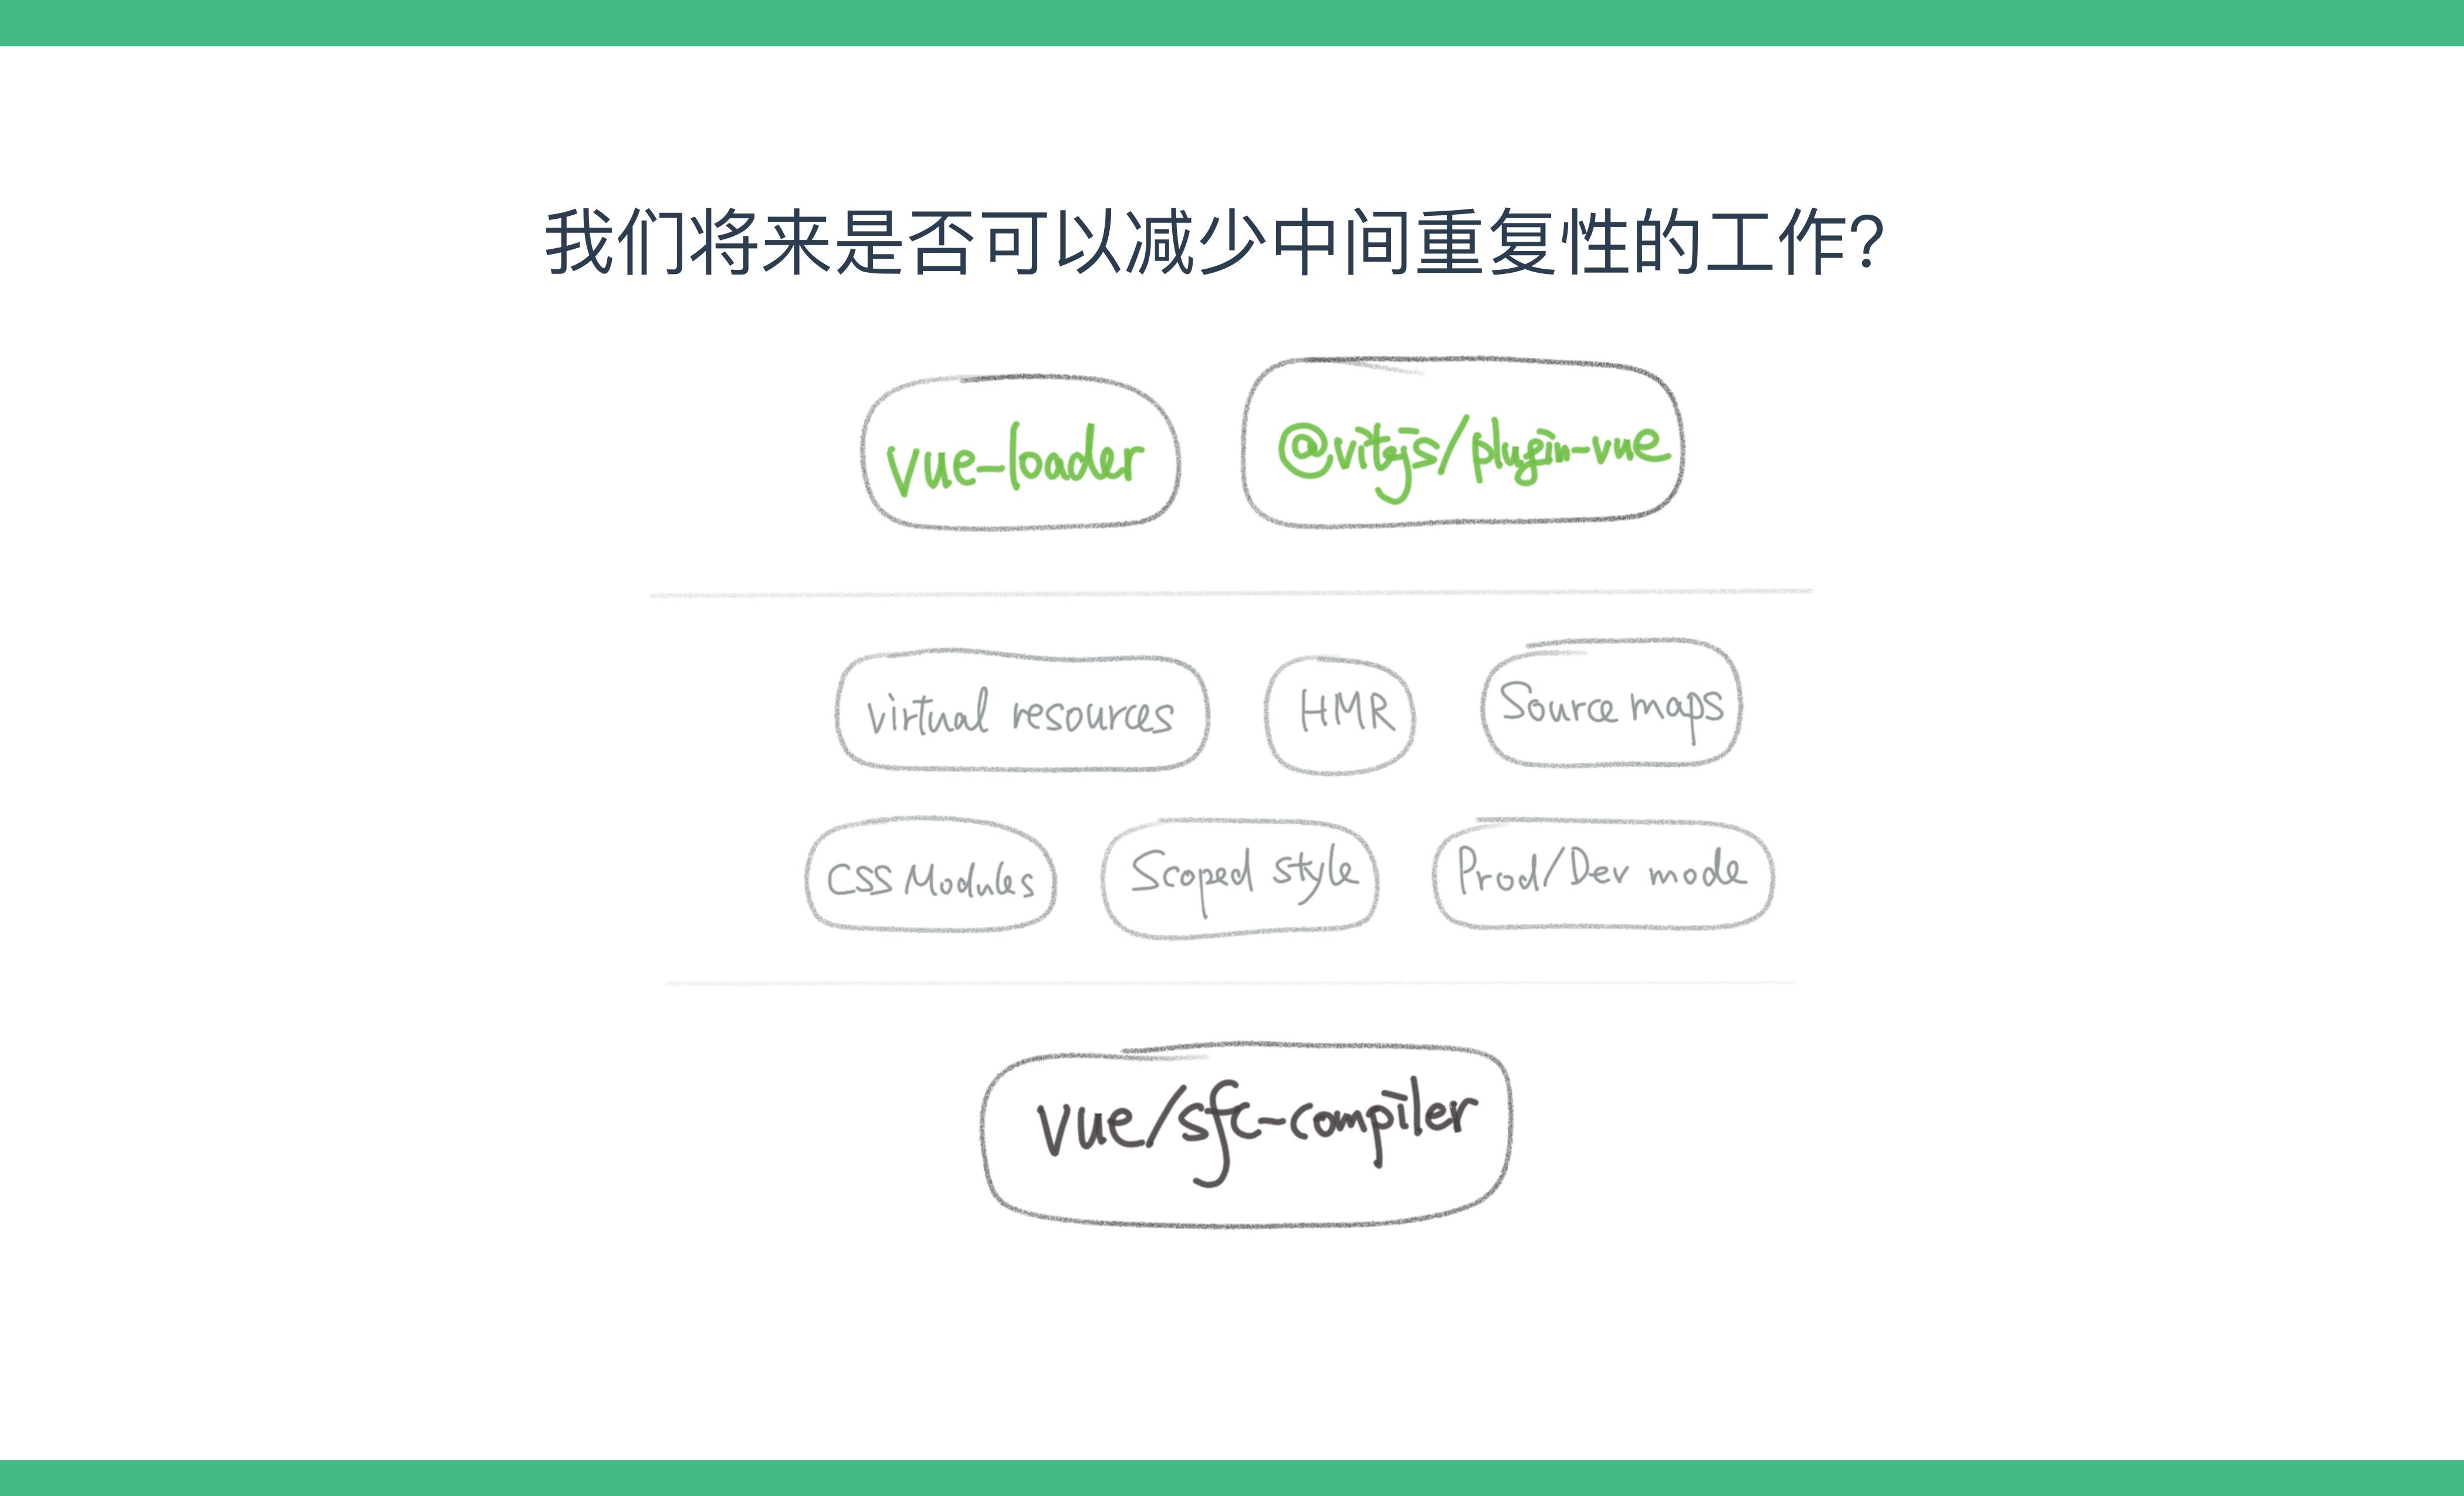 我们将来是否可以减少中间重复性的工作？
vue-loader
@vitejs/plugin-vue
virtual resources
HMR
Source maps
CSS Modules
Scoped style
Prod/Dev mode
vue/sfc-compiler